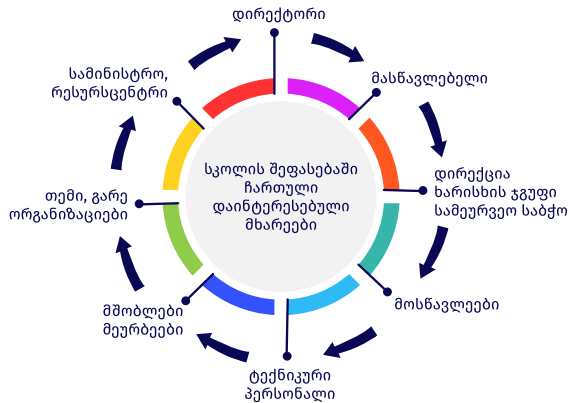 დირექტორი
მასწავლებელი
დირექცია
ხარისხის ჯგუფი
სამეურვეო საბჭო
მოსწავლეები
ტექნიკური
პერსონალი
მშობლები
მეურბეები
თემი, გარე
ორგანიზაციები
სამინისტრო,
რესურსცენტრი
სკოლის შეფასებაში
ჩართული
დაინტერესებული
მხარეები